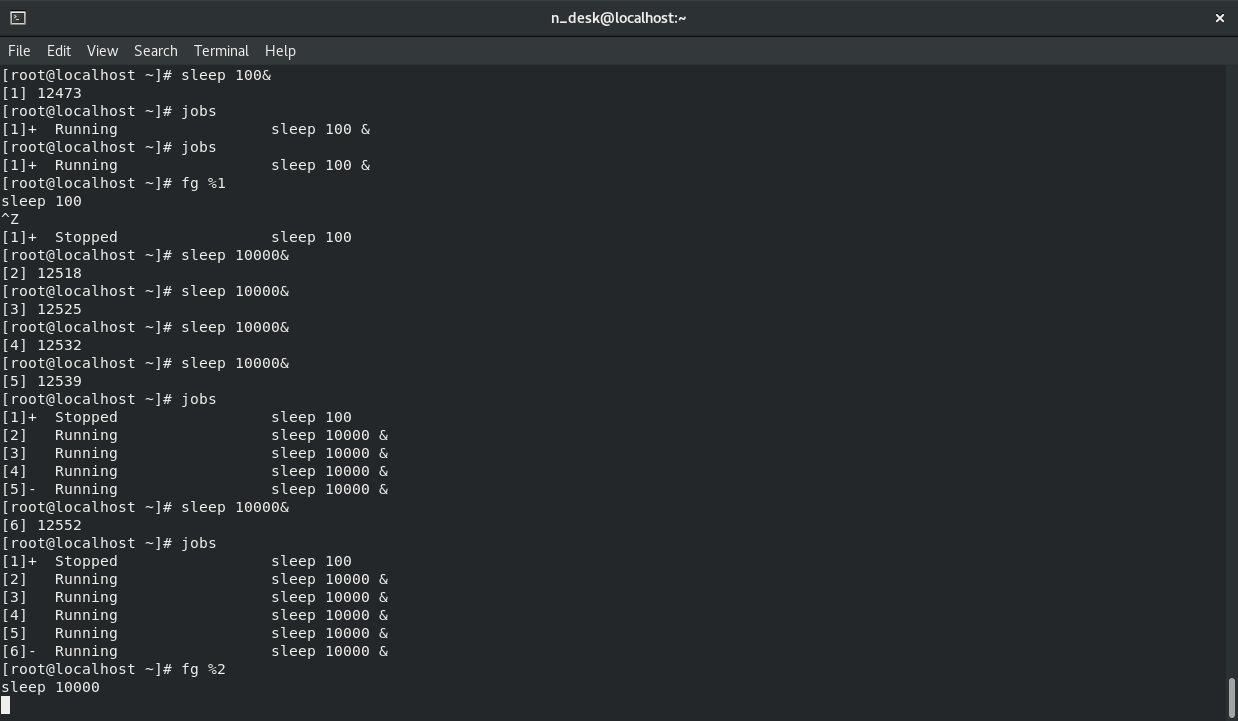 n_desk@localhost:~
File Edit View Search Terminal Help
[root@localhost ~]# sleep 100&
[1] 12473
[root@localhost ~]# jobs
[1]+  Running                 sleep 100 &
[root@localhost ~]# jobs
[1]+  Running                 sleep 100 &
[root@localhost ~]# fg %1
sleep 100
^Z
[1]+  Stopped                 sleep 100
[root@localhost ~]# sleep 10000&
[2] 12518
[root@localhost ~]# sleep 10000&
[3] 12525
[root@localhost ~]# sleep 10000&
[4] 12532
[root@localhost ~]# sleep 10000&
[5] 12539
[root@localhost ~]# jobs
[1]+  Stopped                 sleep 100
[2]   Running                 sleep 10000 &
[3]   Running                 sleep 10000 &
[4]   Running                 sleep 10000 &
[5]-  Running                 sleep 10000 &
[root@localhost ~]# sleep 10000&
[6] 12552
[root@localhost ~]# jobs
[1]+  Stopped                 sleep 100
[2]   Running                 sleep 10000 &
[3]   Running                 sleep 10000 &
[4]   Running                 sleep 10000 &
[5]   Running                 sleep 10000 &
[6]-  Running                 sleep 10000 &
[root@localhost ~]# fg %2
sleep 10000